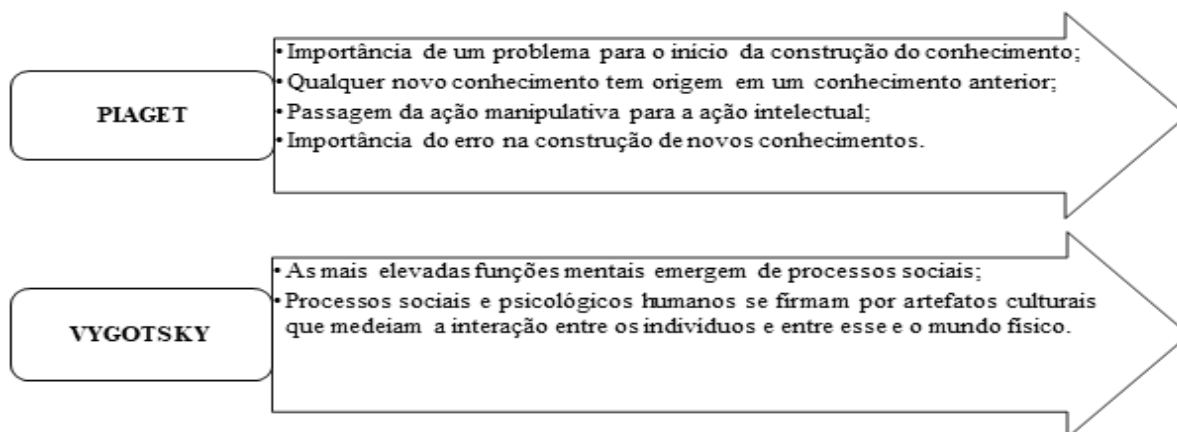 PIAGET
• Importância de um problema para o início da construção do conhecimento;
• Qualquer novo conhecimento tem origem em um conhecimento anterior;
• Passagem da ação manipulativa para a ação intelectual;
• Importância do erro na construção de novos conhecimentos.
VYGOTSKY
• As mais elevadas funções mentais emergem de processos sociais;
• Processos sociais e psicológicos humanos se firmam por artefatos culturais
que medeiam a interação entre os indivíduos e entre esse e o mundo físico.